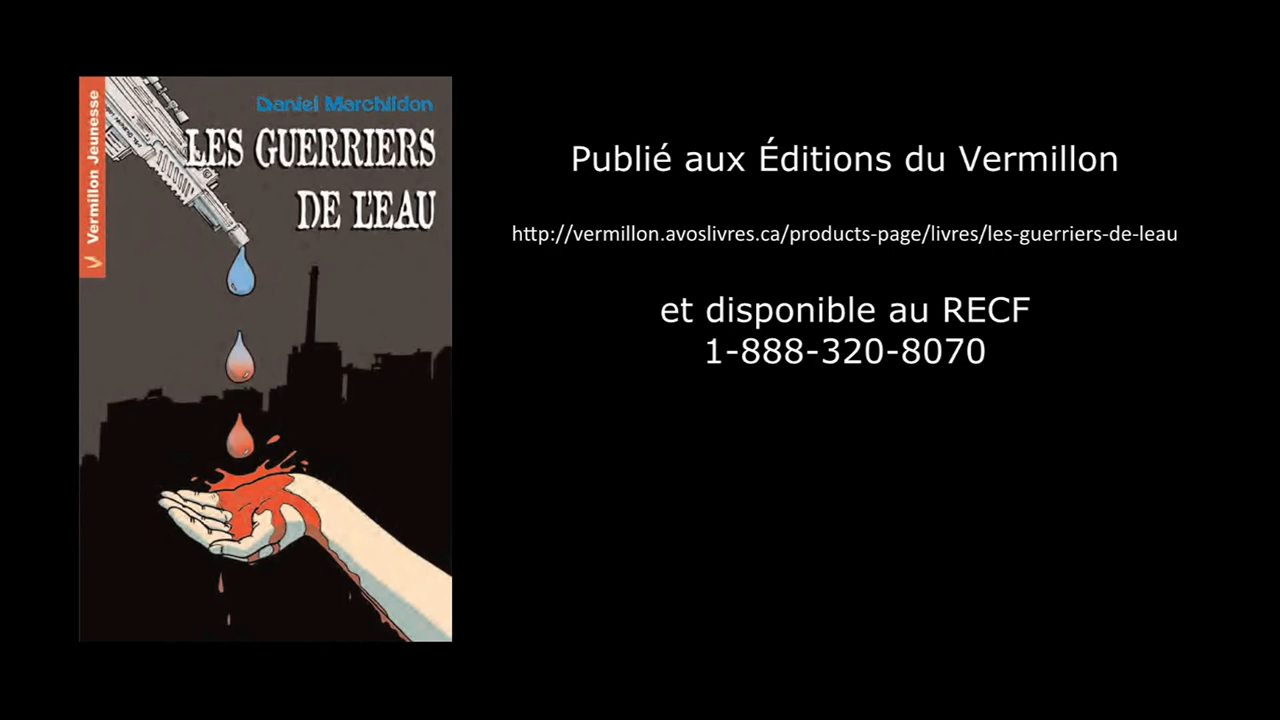 Vermillon Jeunesse
Daniel Marchildon
LES GUERRIERS
DE L'EAU
Publié aux Éditions du Vermillon
http://vermillon.avoslivres.ca/products-page/livres/les-guerriers-de-leau
et disponible au RECF
1-888-320-8070